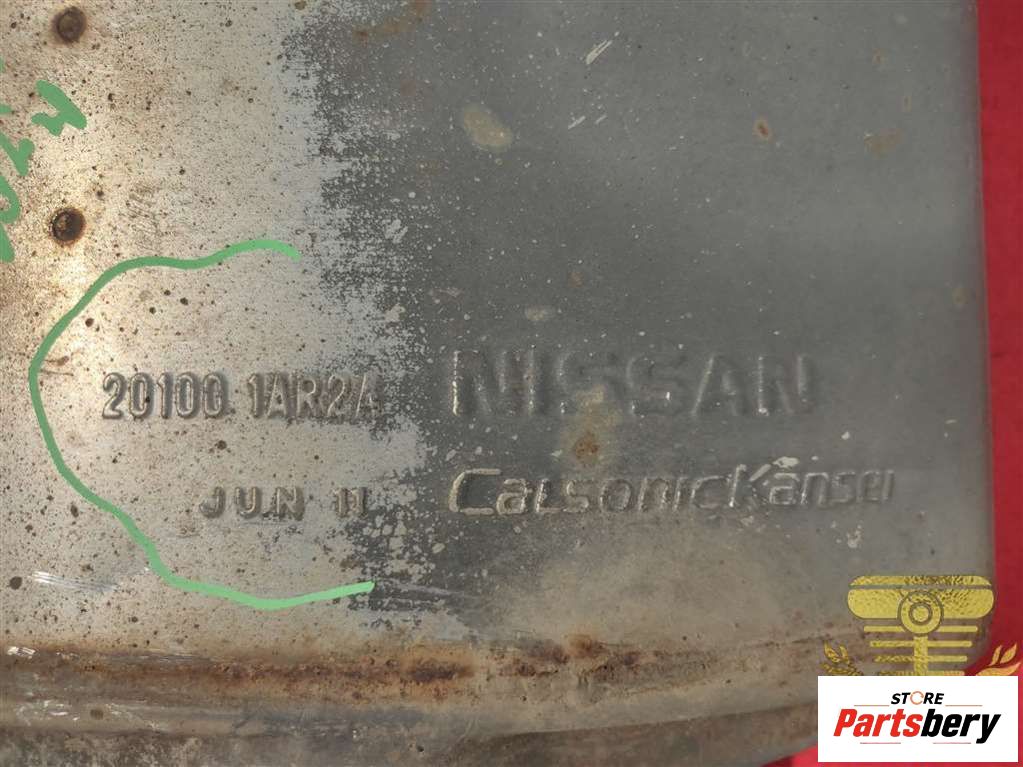 20100 1AR2A
NISSAN
JUN 11
CalsonicKansei
STORE
Partsbery